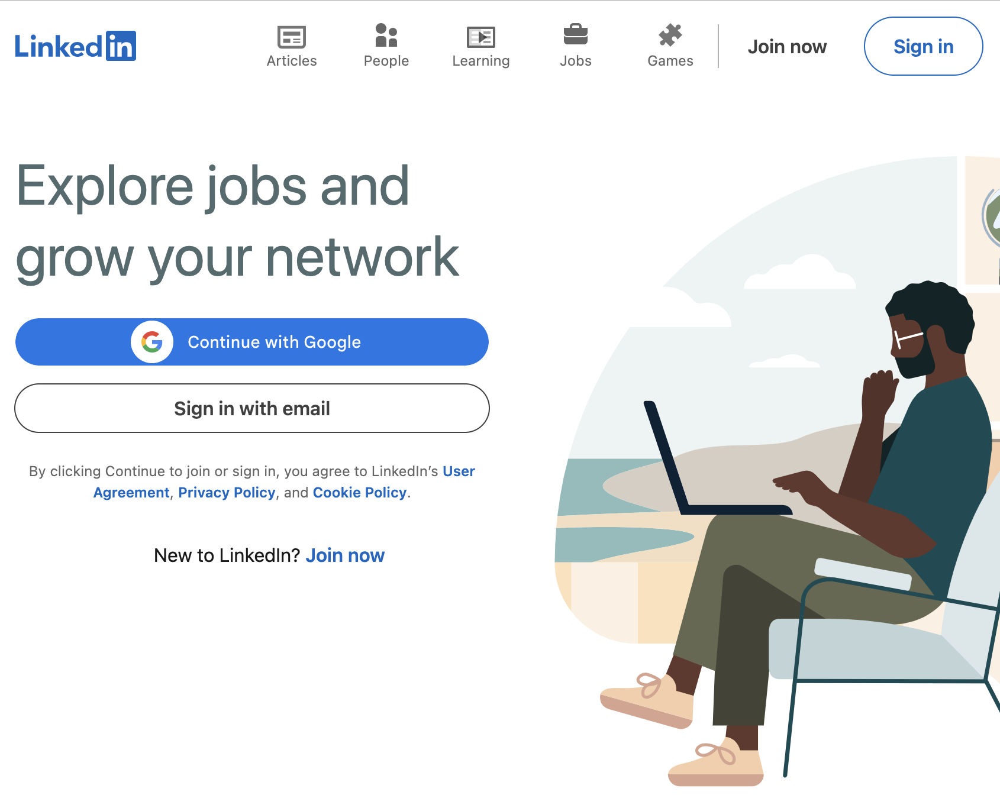 LinkedIn
Articles
People
Learning
Jobs
Games
Join now
Sign in
Explore jobs and
grow your network
Continue with Google
Sign in with email
By clicking Continue to join or sign in, you agree to LinkedIn’s User
Agreement, Privacy Policy, and Cookie Policy.
New to LinkedIn? Join now